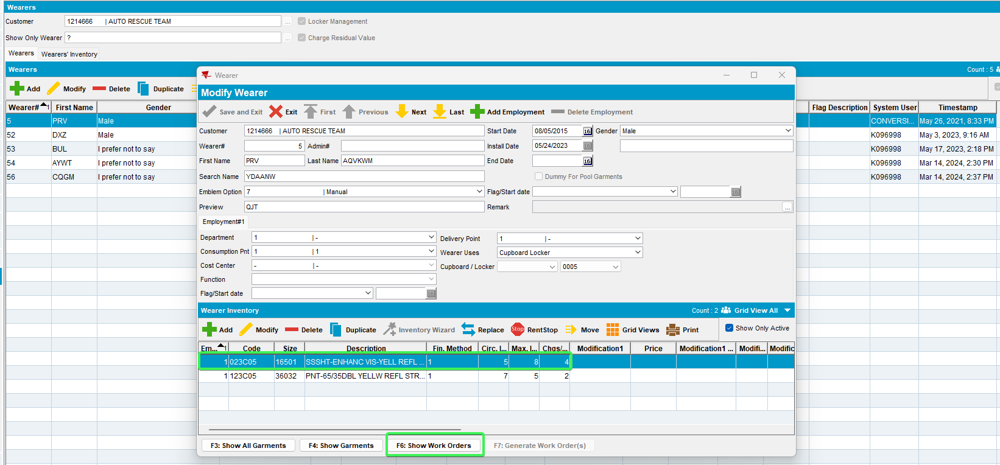 Wearers
Customer 1214666 | AUTO RESCUE TEAM ... Locker Management
Show Only Wearer ? ... Charge Residual Value
Wearers Wearers' Inventory
Wearers Count : 5
Add Modify Delete Duplicate
Wearer# 1 First Name Gender Flag Description System User Timestamp
5 PRV Male CONVERSI... May 26, 2021, 8:33 PM
52 DXZ Male K096998 May 3, 2023, 9:16 AM
53 BUL I prefer not to say K096998 May 17, 2023, 2:18 PM
54 AYWT I prefer not to say K096998 Mar 14, 2024, 2:30 PM
56 CQGM I prefer not to say K096998 Mar 14, 2024, 2:37 PM
Wearer
Modify Wearer
Save and Exit Exit First Previous Next Last Add Employment Delete Employment
Customer 1214666 | AUTO RESCUE TEAM Start Date 08/05/2015 16 Gender Male
Wearer# 5 Admin# Install Date 05/24/2023 16
First Name PRV Last Name AQVKWM End Date 16
Search Name YDAANW Dummy For Pool Garments
Emblem Option 7 | Manual Flag/Start date 16
Preview QJT Remark ...
Employment#1
Department 1 | - Delivery Point 1 | -
Consumption Pnt 1 | 1 Wearer Uses Cupboard Locker
Cost Center - | - Cupboard / Locker 0005
Function
Flag/Start date 16
Wearer Inventory Count : 2 Grid View All
Add Modify Delete Duplicate Inventory Wizard Replace Stop RentStop Move Grid Views Print Show Only Active
Em... 1 Code Size Description Fin. Method Circ. I... Max. I... Chgs/... Modification1 Price Modification1 ... Modifi... Modific
1 023C05 16501 SSSHT-ENHANC VIS-YELL REFL ... 1 5 8 4
1 123C05 36032 PNT-65/35DBL YELLW REFL STR... 1 7 5 2
F3: Show All Garments F4: Show Garments F6: Show Work Orders F7: Generate Work Order(s)